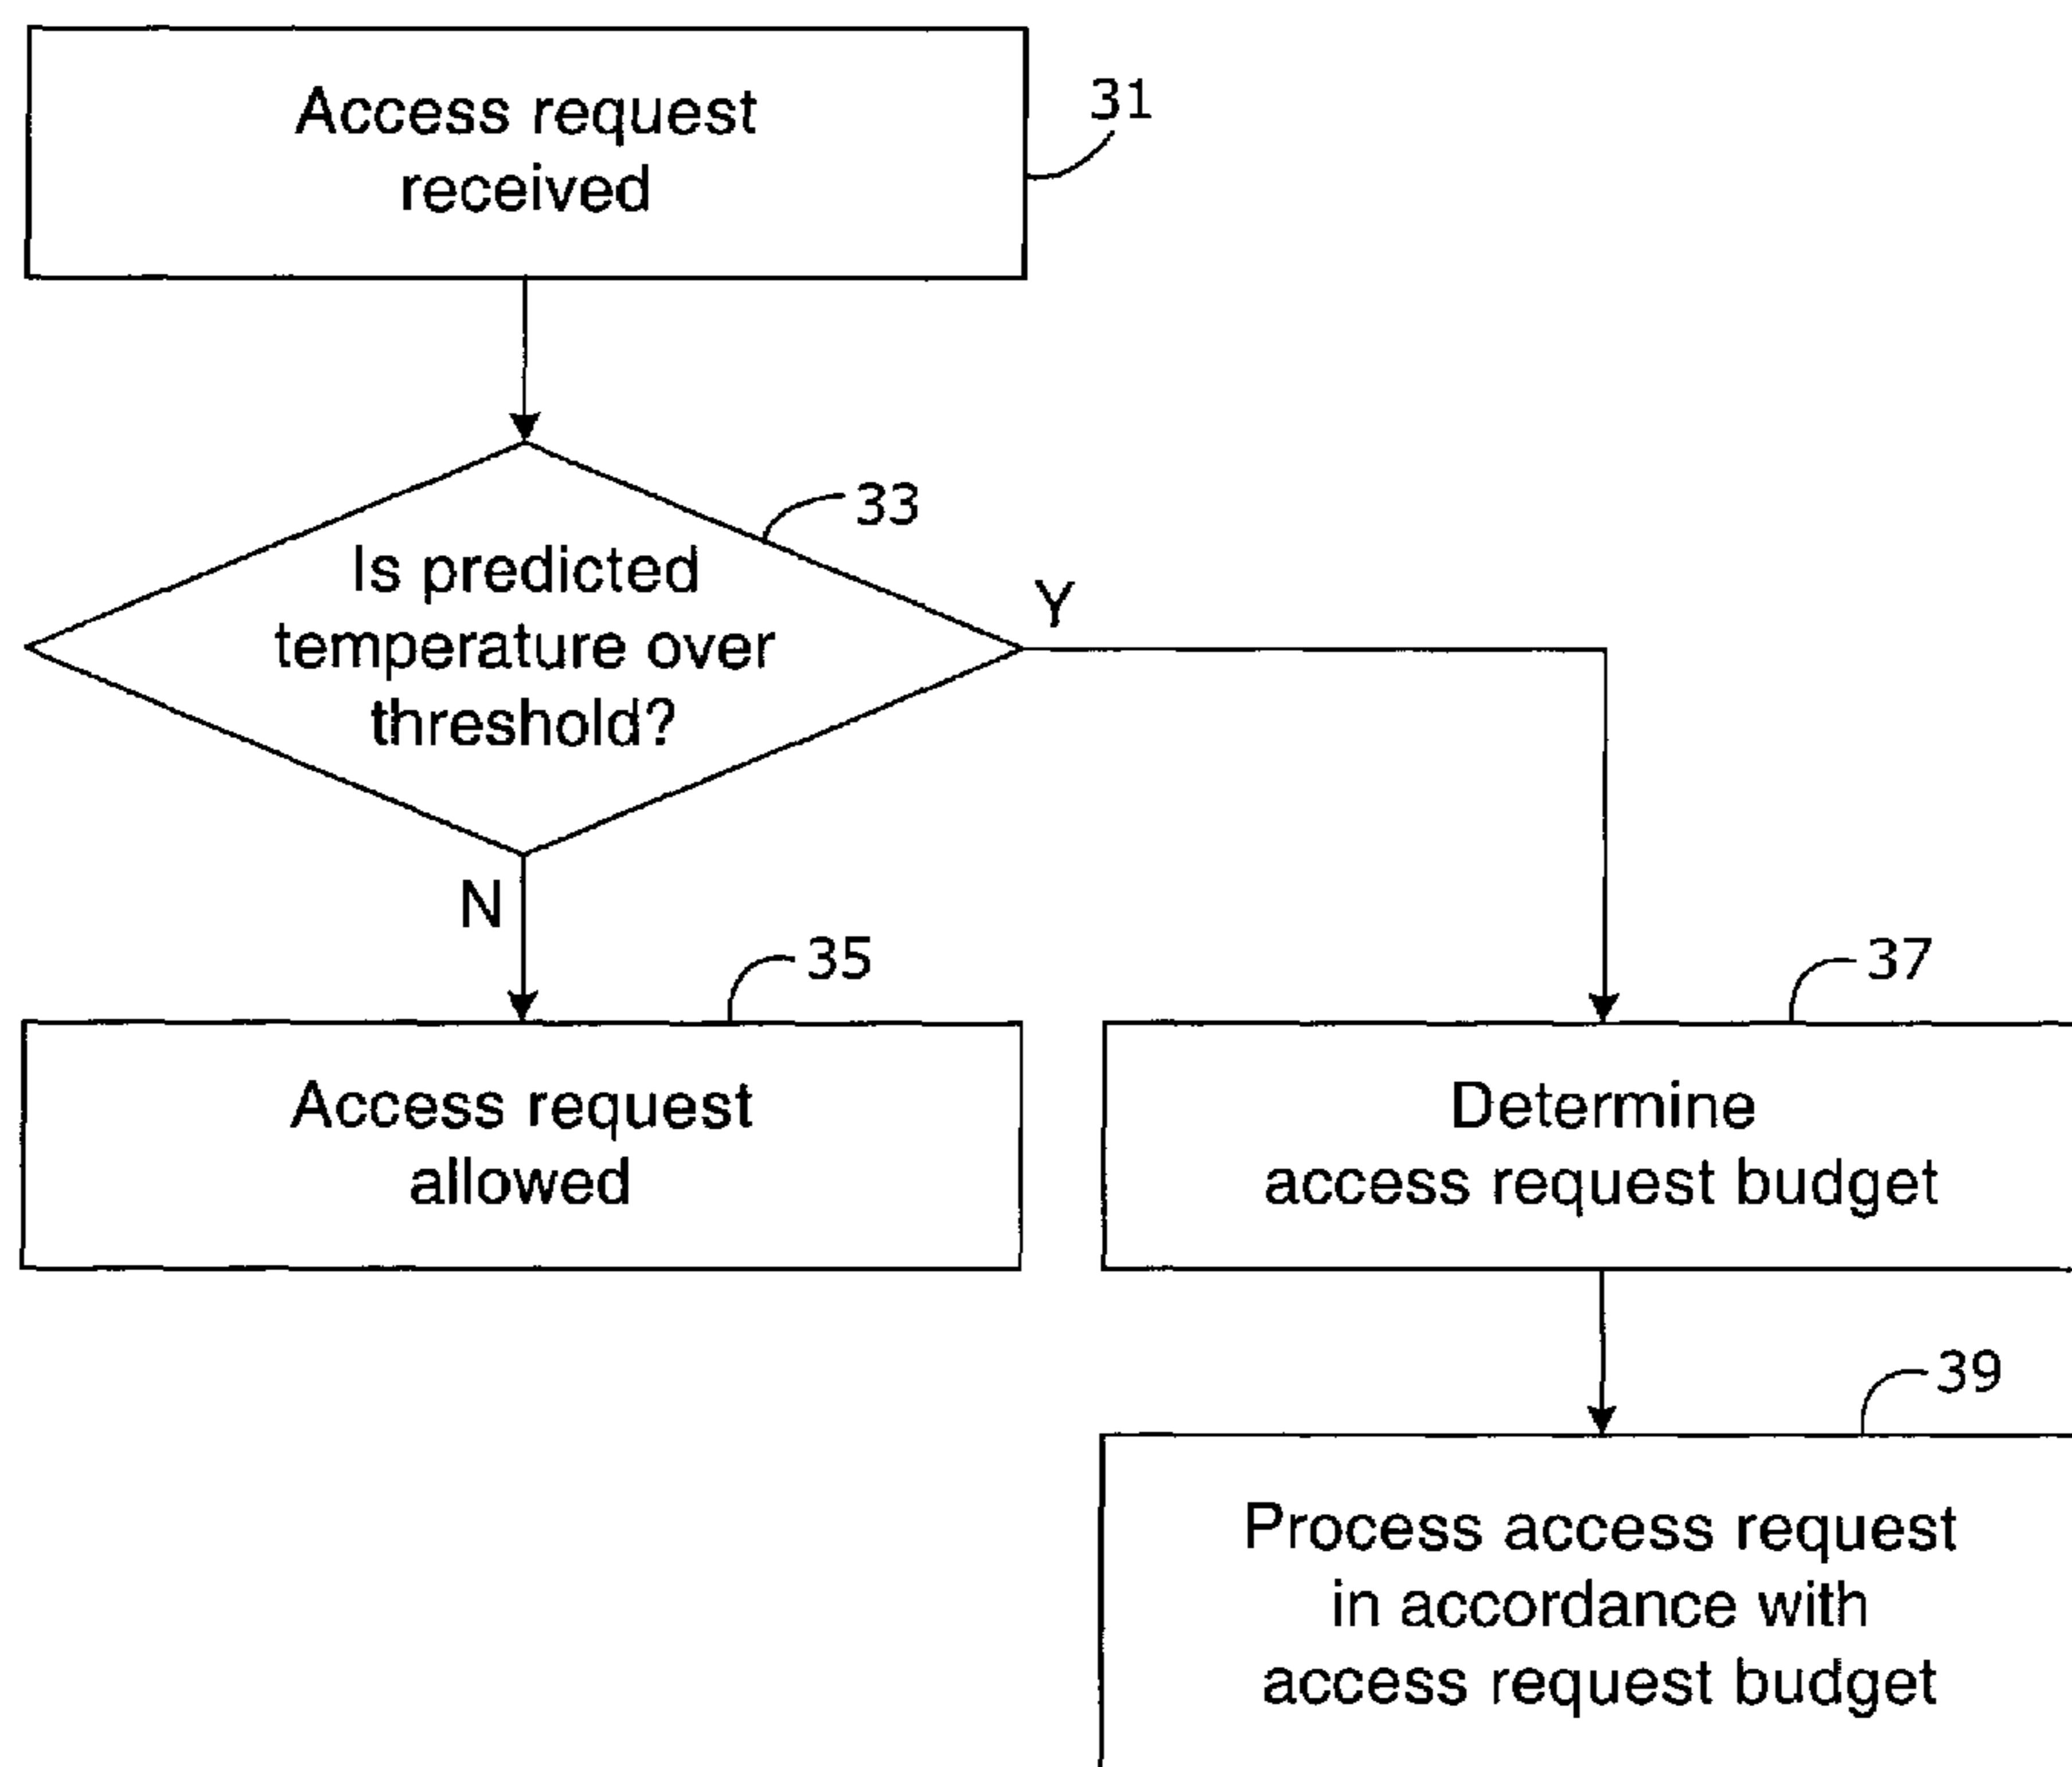 Access request
received
31
33
Is predicted
temperature over
threshold?
Y
N
35
Access request
allowed
37
Determine
access request budget
39
Process access request
in accordance with
access request budget